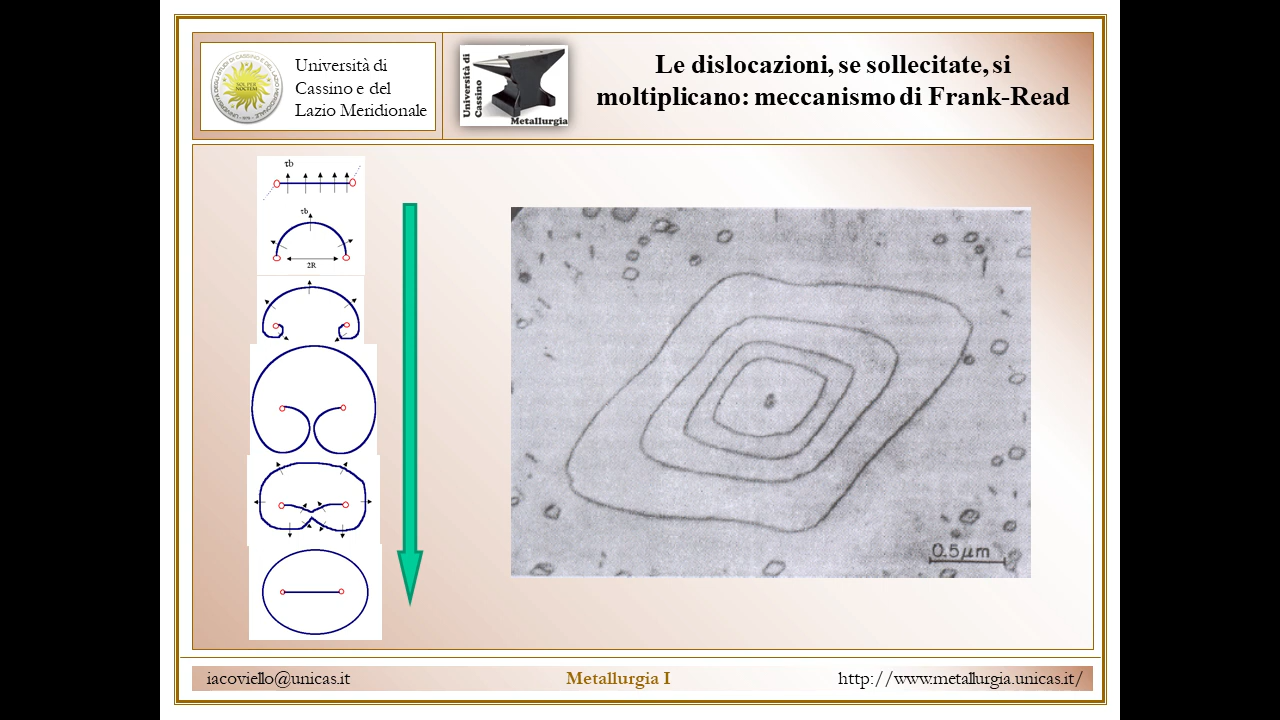 Università di
Cassino e del
Lazio Meridionale
Università di
Cassino
Metallurgia
Le dislocazioni, se sollecitate, si
moltiplicano: meccanismo di Frank-Read
τb
τb
2R
0.5μm
iacoviello@unicas.it
Metallurgia I
http://www.metallurgia.unicas.it/